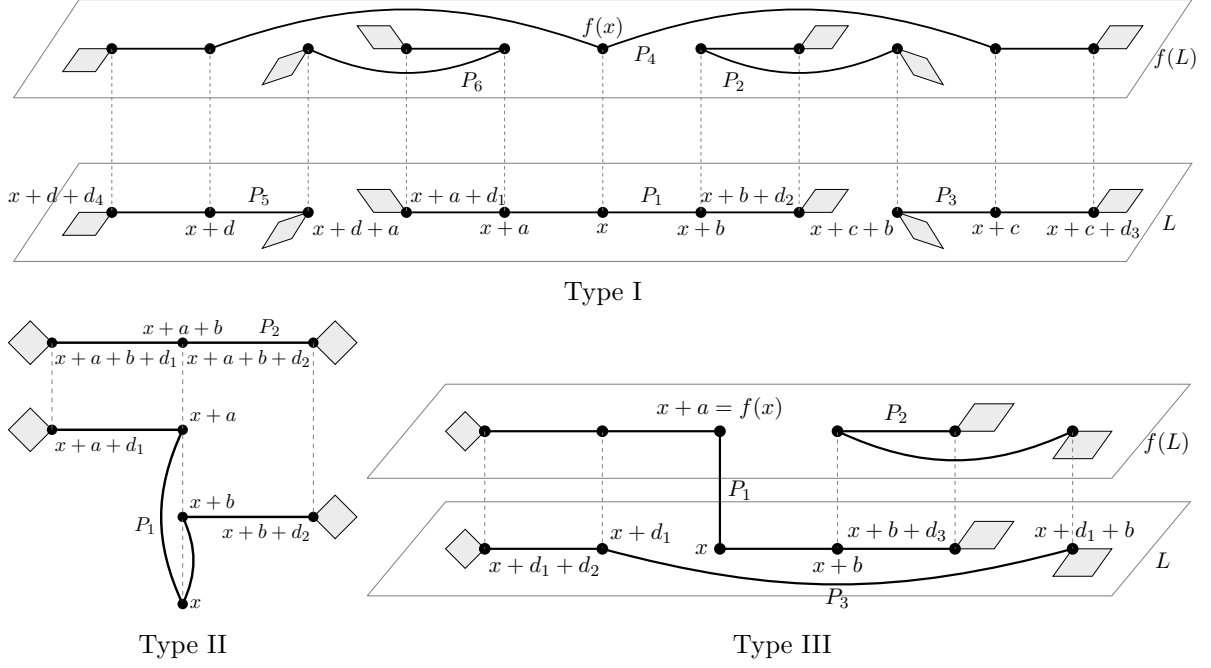 f(x)
P_4
f(L)
P_6
P_2
x + d + d_4
P_5
x + a + d_1
P_1
x + b + d_2
P_3
x + d
x + d + a
x + a
x
x + b
x + c + b
x + c
x + c + d_3
L
Type I
x + a + b
P_2
x + a + b + d_1
x + a + b + d_2
x + a
x + a + d_1
x + b
P_1
x + b + d_2
x
Type II
x + a = f(x)
P_2
f(L)
P_1
x + d_1
x + b + d_3
x + d_1 + b
x
x + d_1 + d_2
x + b
L
P_3
Type III